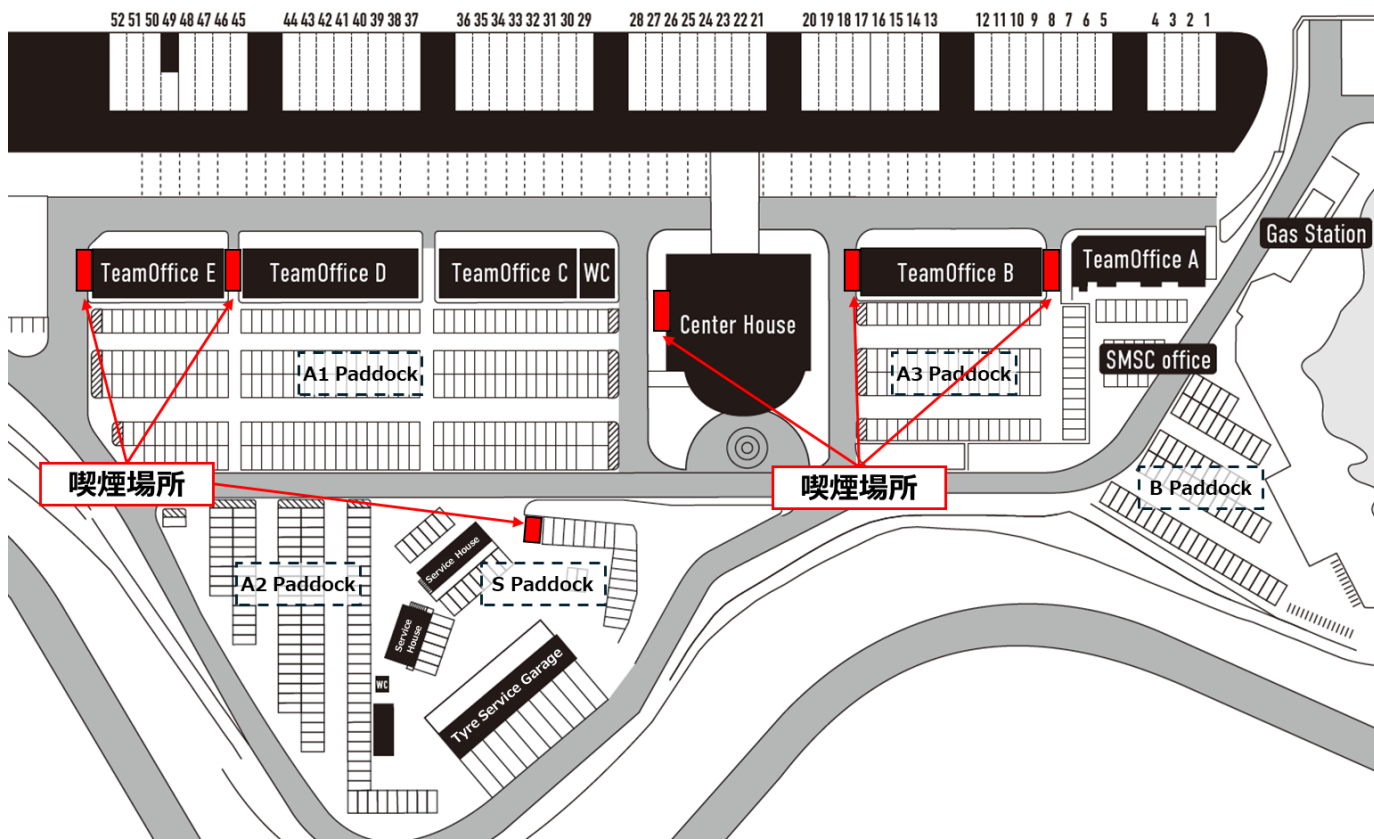 52 51 50 49 48 47 46 45 44 43 42 41 40 39 38 37 36 35 34 33 32 31 30 29 28 27 26 25 24 23 22 21 20 19 18 17 16 15 14 13 12 11 10 9 8 7 6 5 4 3 2 1
Gas Station
TeamOffice E
TeamOffice D
TeamOffice C
WC
Center House
TeamOffice B
TeamOffice A
SMSC office
A1 Paddock
A3 Paddock
喫煙場所
喫煙場所
B Paddock
A2 Paddock
Service House
S Paddock
Service
House
WC
Tyre Service Garage